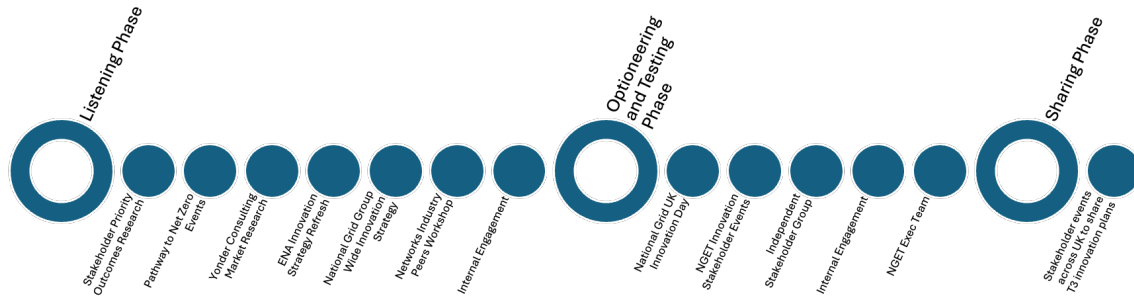 Listening Phase
Stakeholder Priority
Outcomes Research
Pathway to Net Zero
Events
Yonder Consulting
Market Research
ENA Innovation
Strategy Refresh
National Grid Group
Wide Innovation
Strategy
Networks Industry
Peers Workshop
Internal Engagement
Optioneering
and Testing
Phase
National Grid UK
Innovation Day
NGET Innovation
Stakeholder Events
Independent
Stakeholder Group
Internal Engagement
NGET Exec Team
Sharing Phase
Stakeholder events
across UK to share
T3 innovation plans